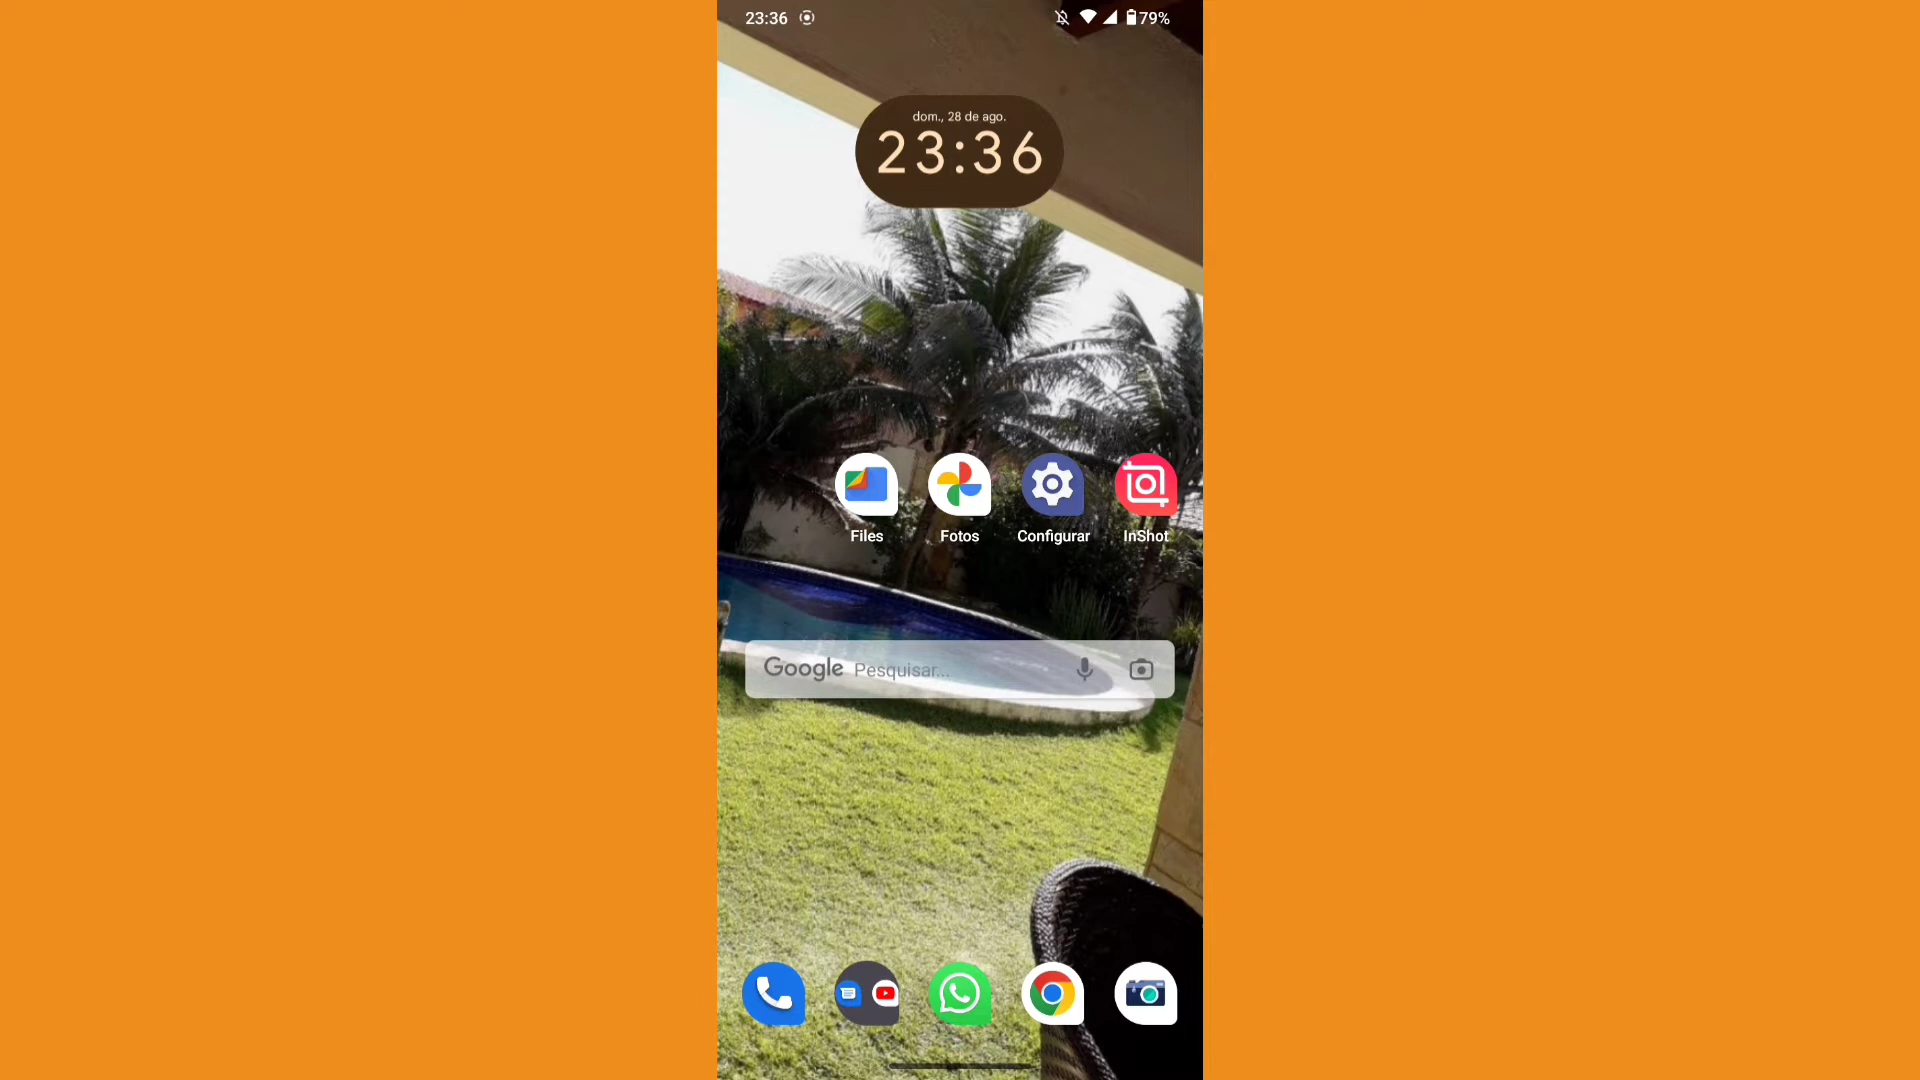 23:36
79%
dom., 28 de ago.
23:36
Files
Fotos
Configurar
InShot
Google Pesquisar...